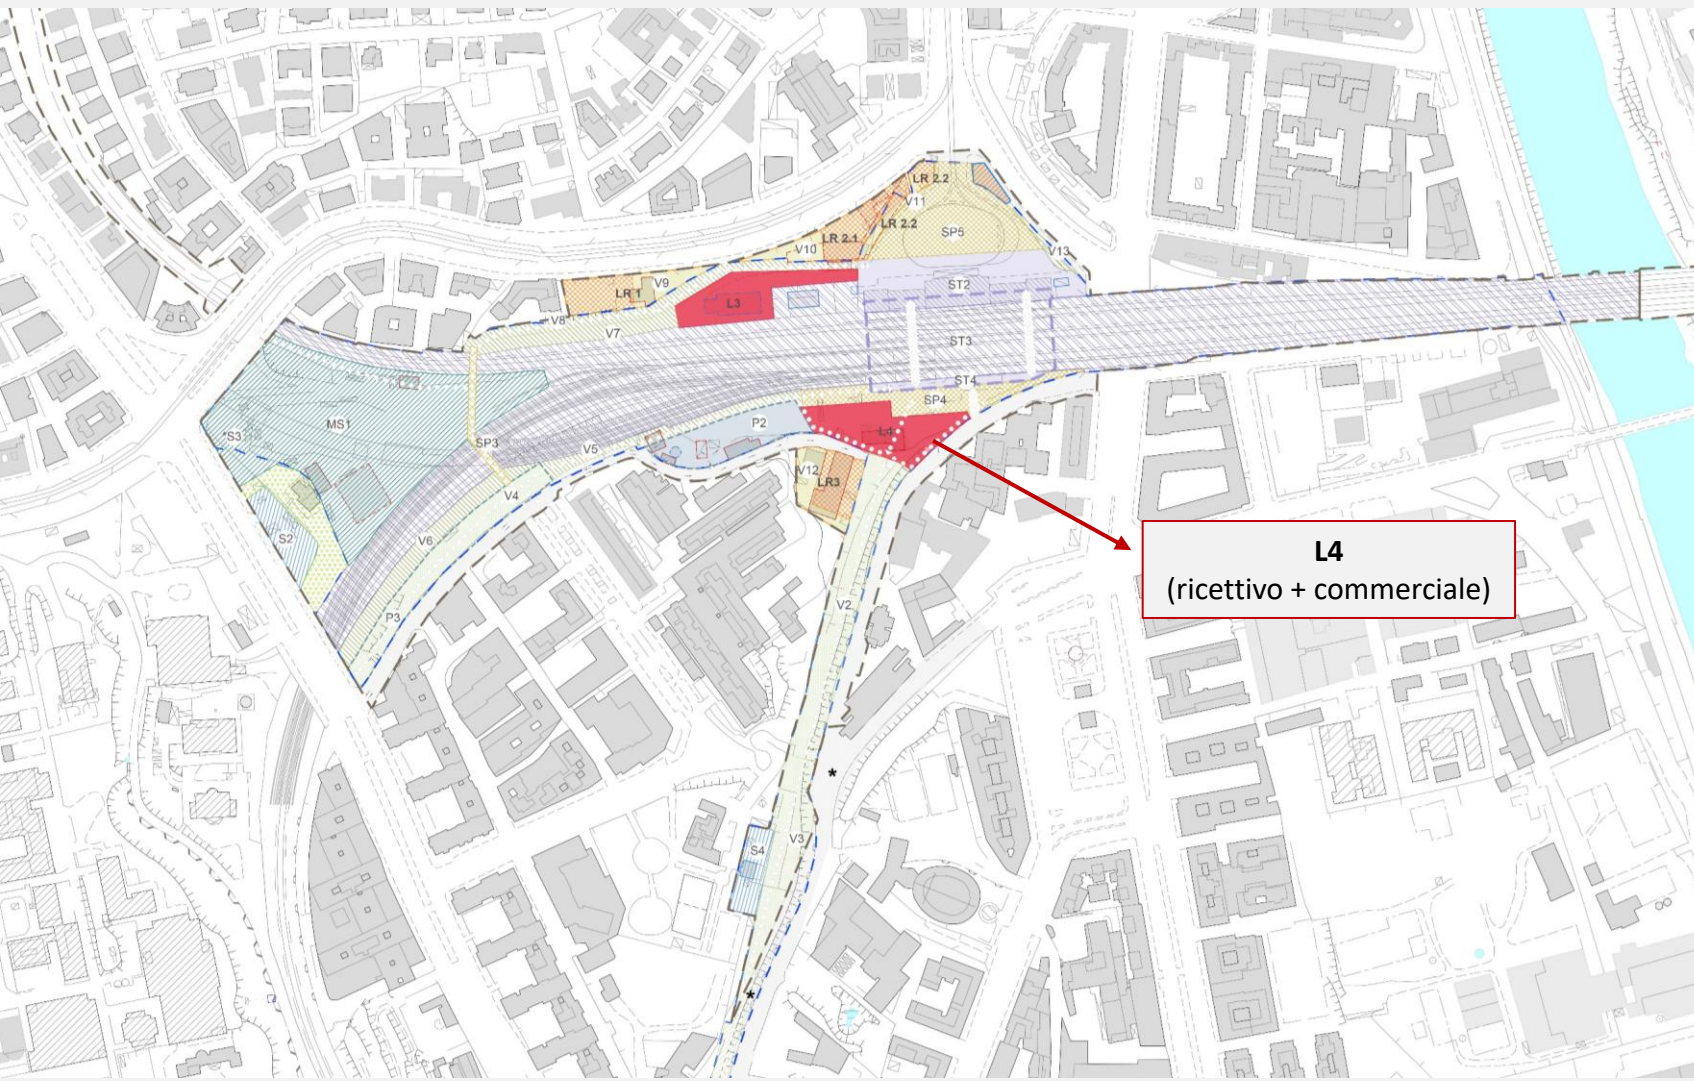 LR 2.2
V11
LR 2.2
SP5
LR 2.1
V10
V13
V9
LR 1
L3
ST2
V8
V7
ST3
ST4
SP4
MS1
*S3
P2
L4
SP3
V5
V12
LR3
V4
S2
V6
L4
(ricettivo + commerciale)
V2
P3
*
V3
S4
*